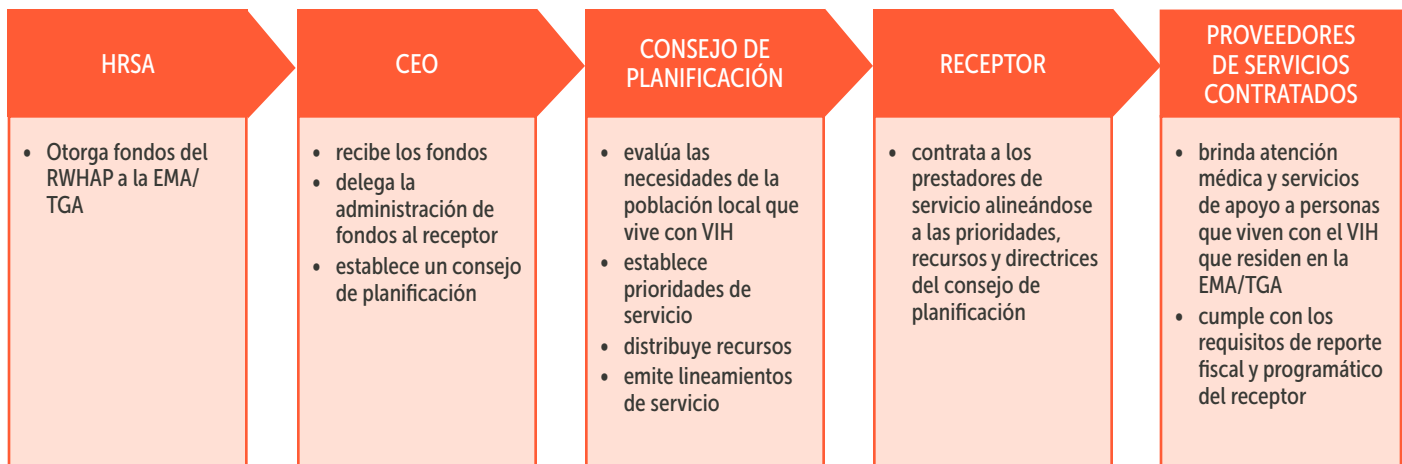 HRSA
• Otorga fondos del
RWHAP a la EMA/
TGA
CEO
• recibe los fondos
• delega la
administración de
fondos al receptor
• establece un consejo
de planificación
CONSEJO DE
PLANIFICACIÓN
• evalúa las
necesidades de la
población local que
vive con VIH
• establece
prioridades de
servicio
• distribuye recursos
• emite lineamientos
de servicio
RECEPTOR
• contrata a los
prestadores de
servicio alineándose
a las prioridades,
recursos y directrices
del consejo de
planificación
PROVEEDORES
DE SERVICIOS
CONTRATADOS
• brinda atención
médica y servicios
de apoyo a personas
que viven con el VIH
que residen en la
EMA/TGA
• cumple con los
requisitos de reporte
fiscal y programático
del receptor